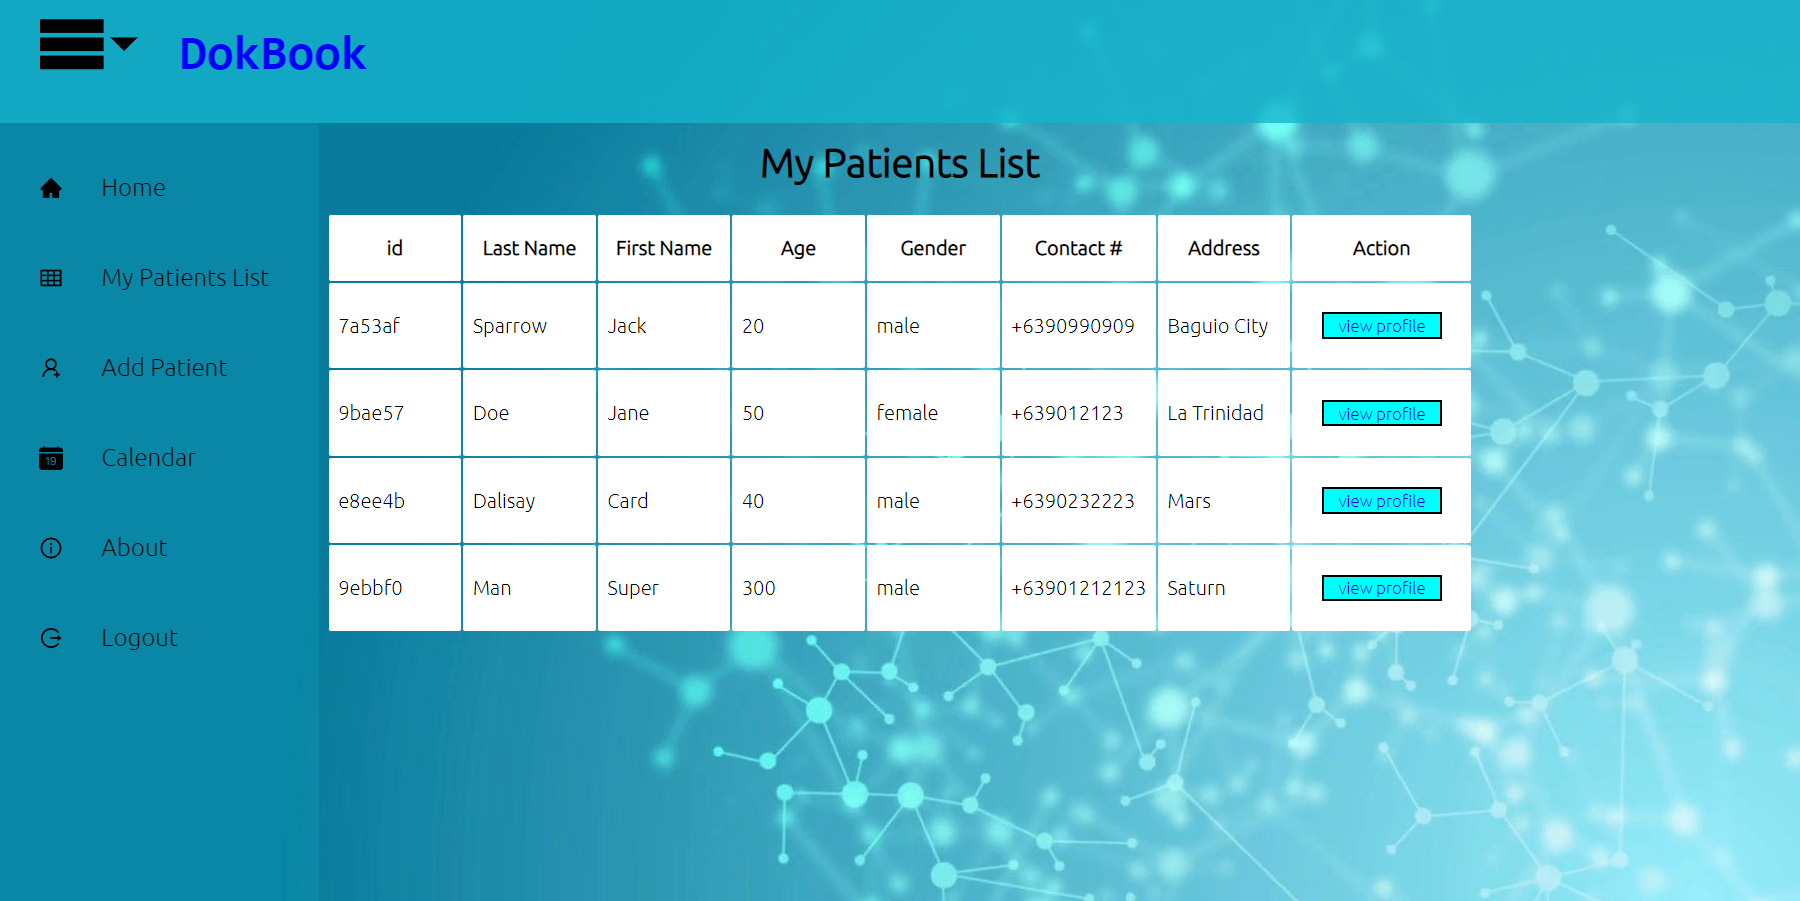 DokBook
Home
My Patients List
Add Patient
19
Calendar
About
Logout
My Patients List
id Last Name First Name Age Gender Contact # Address Action
7a53af Sparrow Jack 20 male +6390990909 Baguio City view profile
9bae57 Doe Jane 50 female +639012123 La Trinidad view profile
e8ee4b Dalisay Card 40 male +6390232223 Mars view profile
9ebbf0 Man Super 300 male +63901212123 Saturn view profile